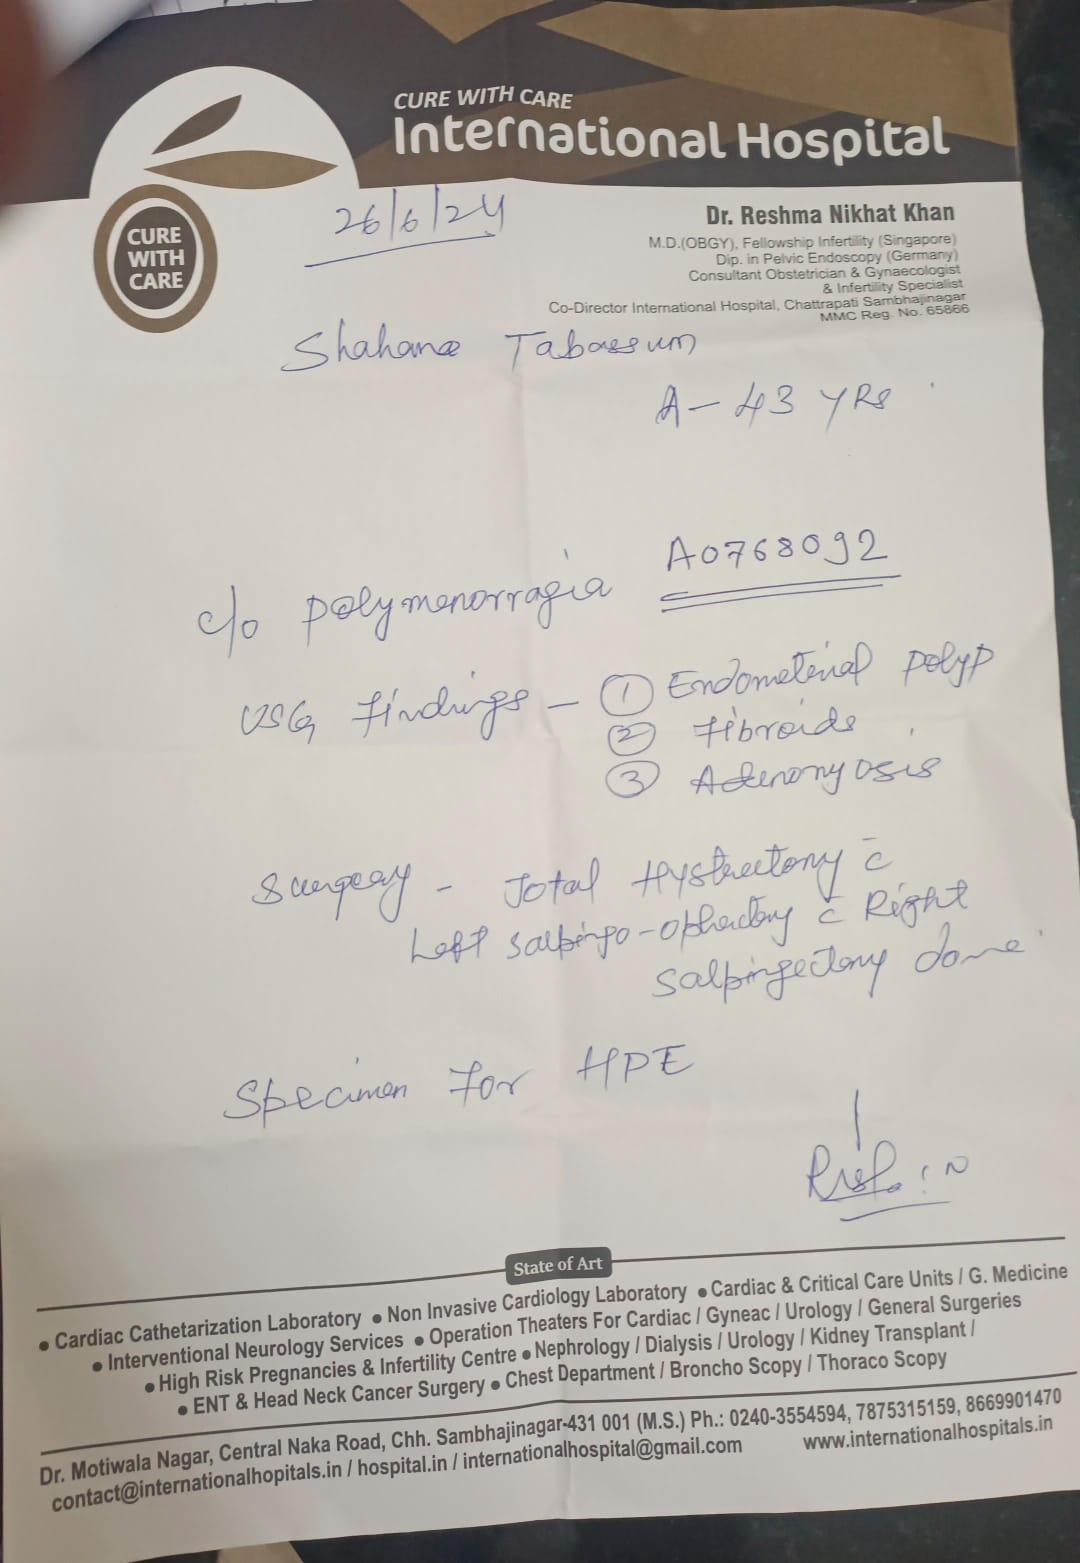 CURE WITH CARE
International Hospital
CURE
WITH
CARE
26/6/24
Dr. Reshma Nikhat Khan
M.D.(OBGY), Fellowship Infertility (Singapore)
Dip. in Pelvic Endoscopy (Germany)
Consultant Obstetrician & Gynaecologist
& Infertility Specialist
Co-Director International Hospital, Chattrapati Sambhajinagar
MMC Reg. No. 65866
Shahana Tabassum
A - 43 YRs
A0768092
c/o polymenorragia
USG Findings - ① Endometerial polyp
② Fibroids
③ Adenomyosis
Surgeay - Total Hystrectomy c̄
Left salpingo-ophectomy c̄ Right
salpingectomy done
Specimen For HPE
State of Art
• Cardiac Cathetarization Laboratory • Non Invasive Cardiology Laboratory • Cardiac & Critical Care Units / G. Medicine
• Interventional Neurology Services • Operation Theaters For Cardiac / Gyneac / Urology / General Surgeries
• High Risk Pregnancies & Infertility Centre • Nephrology / Dialysis / Urology / Kidney Transplant /
• ENT & Head Neck Cancer Surgery • Chest Department / Broncho Scopy / Thoraco Scopy
Dr. Motiwala Nagar, Central Naka Road, Chh. Sambhajinagar-431 001 (M.S.) Ph.: 0240-3554594, 7875315159, 8669901470
contact@internationalhopitals.in / hospital.in / internationalhospital@gmail.com www.internationalhospitals.in